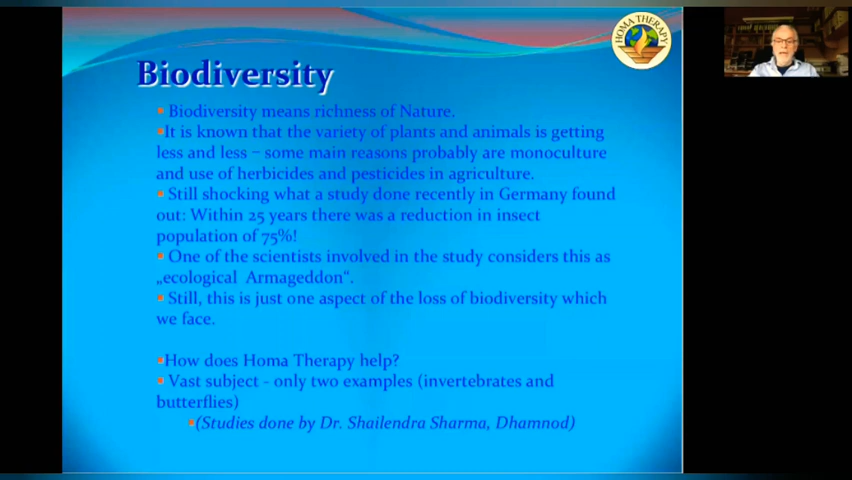 HOMA THERAPY
Biodiversity
▪ Biodiversity means richness of Nature.
▪It is known that the variety of plants and animals is getting
less and less – some main reasons probably are monoculture
and use of herbicides and pesticides in agriculture.
▪ Still shocking what a study done recently in Germany found
out: Within 25 years there was a reduction in insect
population of 75%!
▪ One of the scientists involved in the study considers this as
„ecological Armageddon“.
▪ Still, this is just one aspect of the loss of biodiversity which
we face.
▪How does Homa Therapy help?
▪ Vast subject - only two examples (invertebrates and
butterflies)
▪(Studies done by Dr. Shailendra Sharma, Dhamnod)